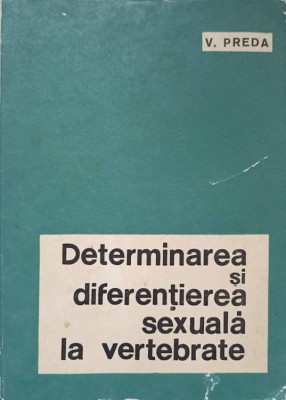 V. PREDA
Determinarea
și
diferențierea
sexuală
la vertebrate